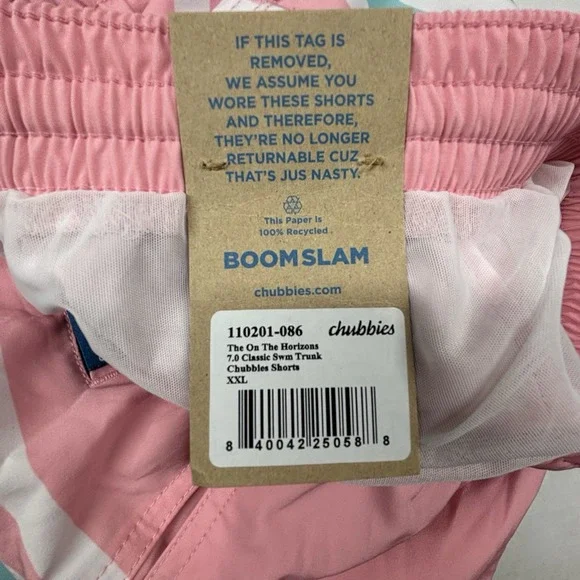 IF THIS TAG IS
REMOVED,
WE ASSUME YOU
WORE THESE SHORTS
AND THEREFORE,
THEY'RE NO LONGER
RETURNABLE CUZ
THAT'S JUS NASTY.
This Paper is
100% Recycled
BOOMSLAM
chubbies.com
110201-086 chubbies
The On The Horizons
7.0 Classic Swm Trunk
Chubbies Shorts
XXL
8 40042 25058 8